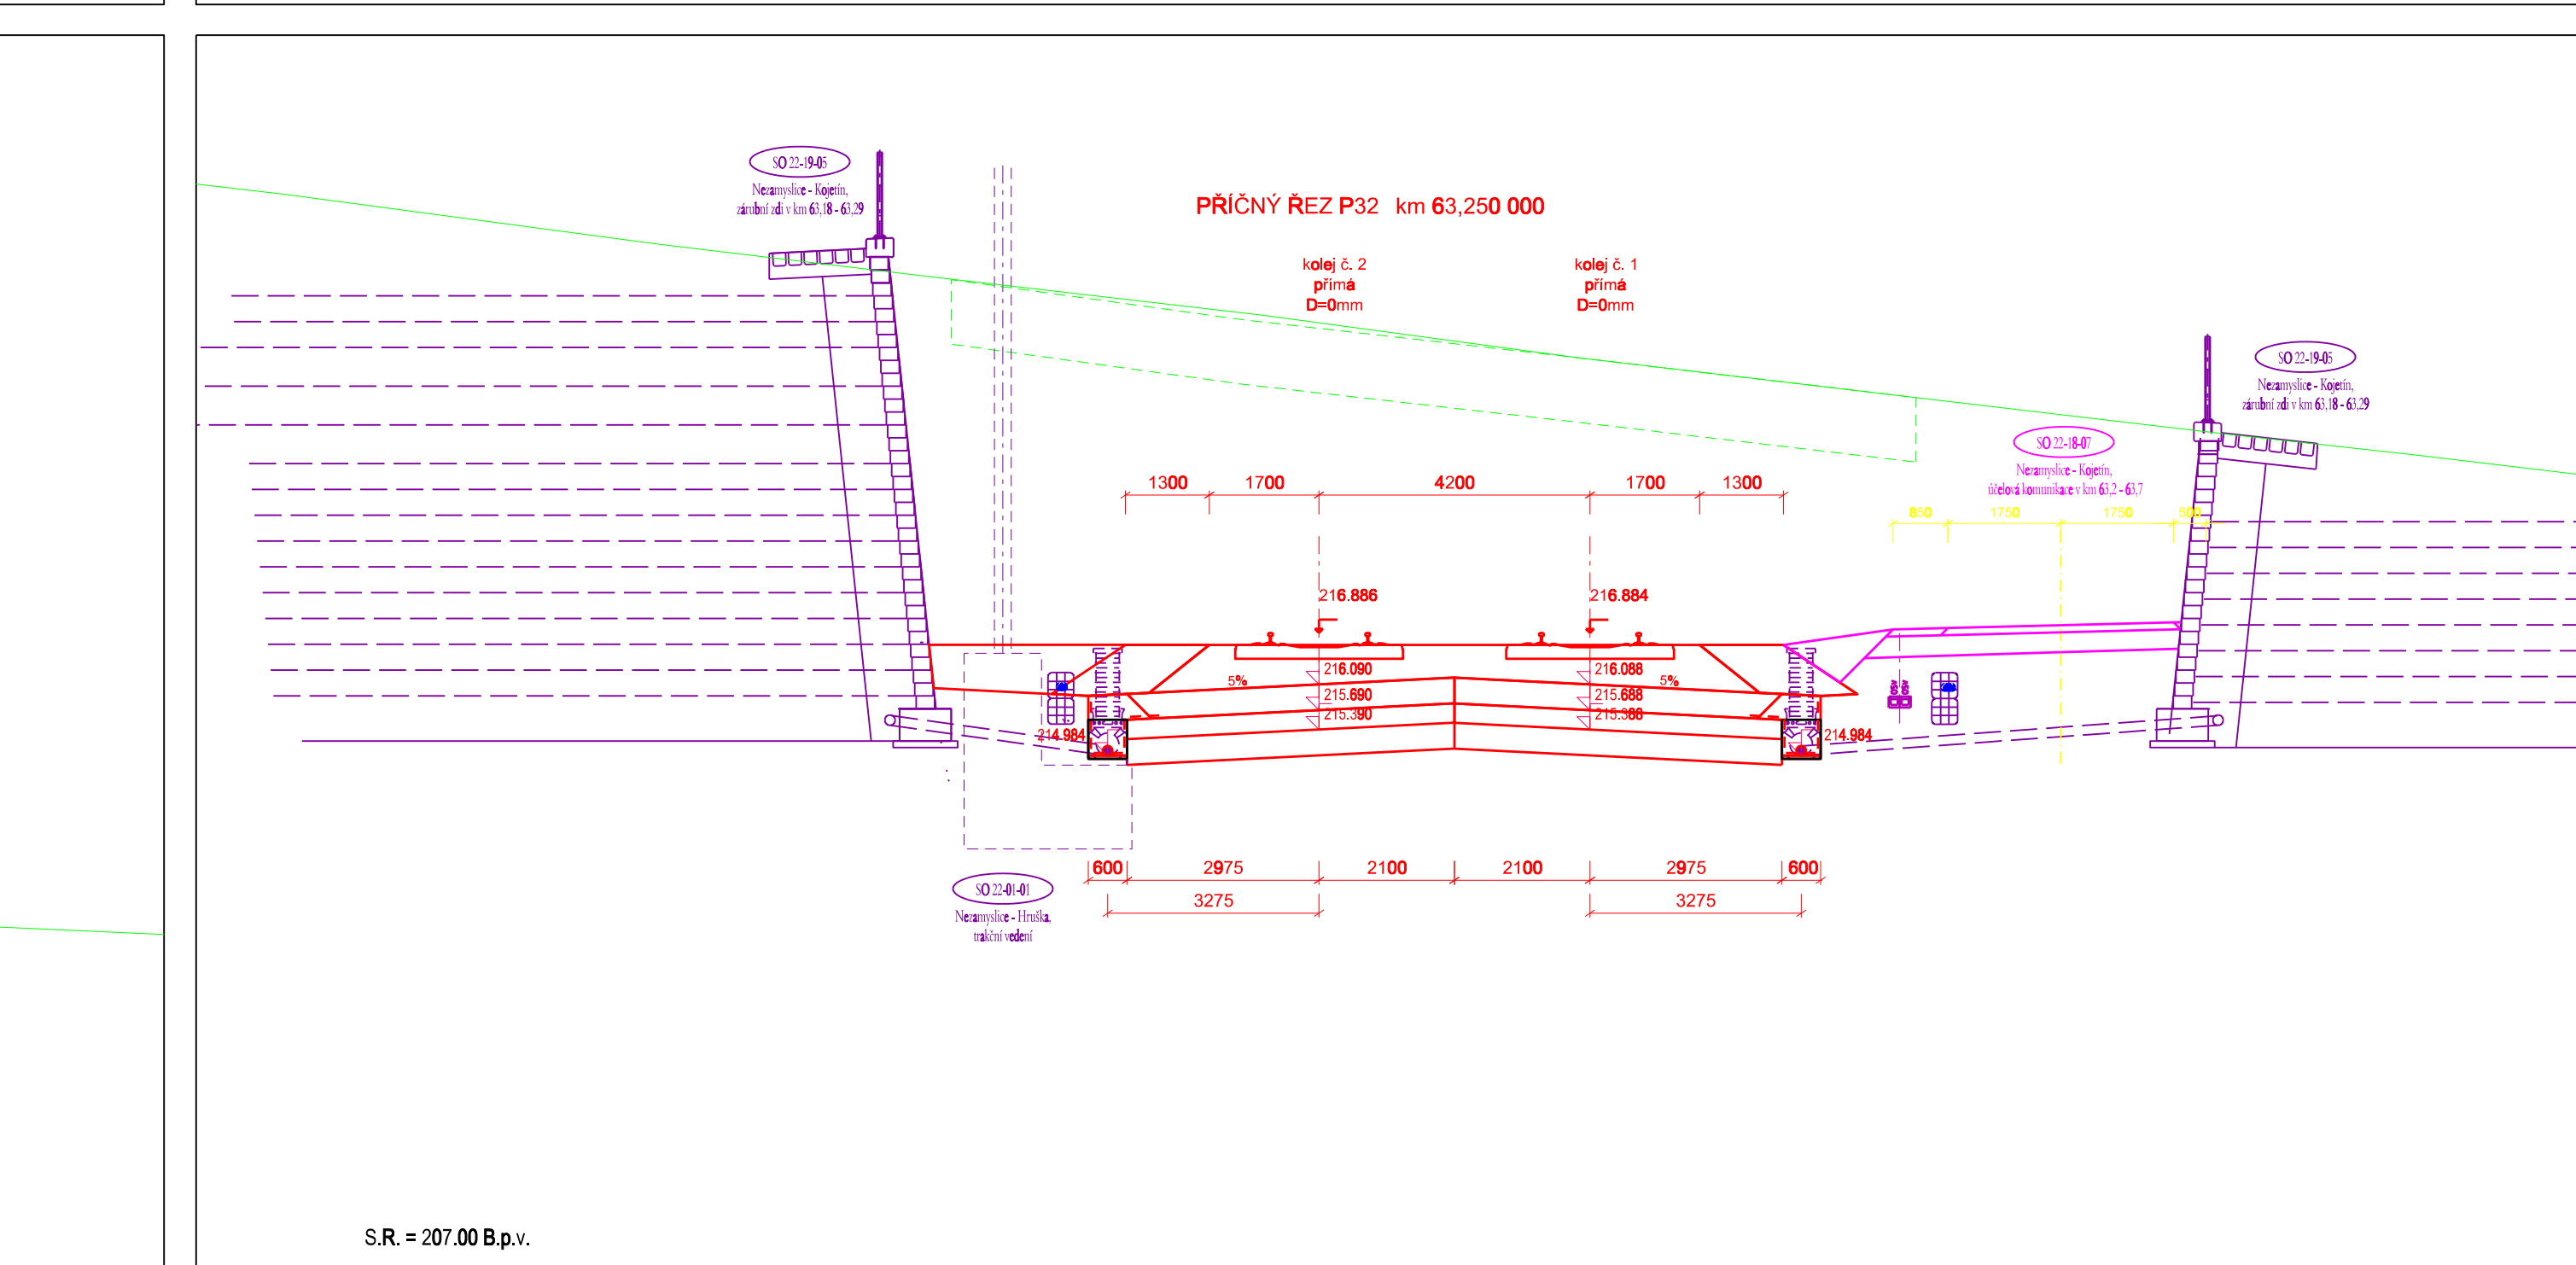 SO 22-19-05
Nezamyslice - Kojetín,
zárubní zdi v km 63,18 - 63,29
PŘÍČNÝ ŘEZ P32 km 63,250 000
kolej č. 2
přímá
D=0mm
kolej č. 1
přímá
D=0mm
SO 22-19-05
Nezamyslice - Kojetín,
zárubní zdi v km 63,18 - 63,29
SO 22-18-07
Nezamyslice - Kojetín,
účelová komunikace v km 63,2 - 63,7
1300 1700 4200 1700 1300
850 1750 1750 500
216.886 216.884
216.090 216.088
5% 5%
215.690 215.688
215.390 215.388
214.984 214.984
600 2975 2100 2100 2975 600
3275 3275
SO 22-01-01
Nezamyslice - Hruška,
trakční vedení
S.R. = 207.00 B.p.v.